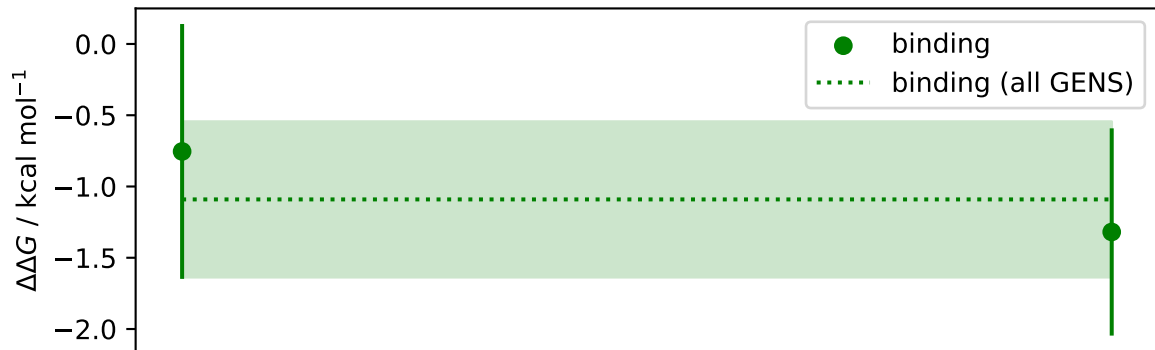 0.0
−0.5
−1.0
−1.5
−2.0
ΔΔG / kcal mol⁻¹
binding
binding (all GENS)